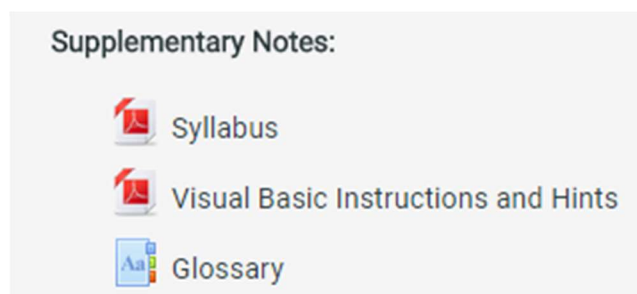 Supplementary Notes:
Syllabus
Visual Basic Instructions and Hints
Aa
Glossary